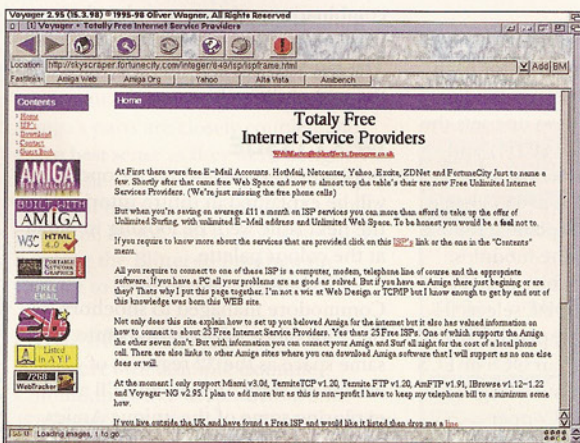 Voyager 2.95 (15.3.98) ©1995-98 Oliver Wagner, All Rights Reserved
[1] Voyager • Totally Free Internet Service Providers
Location: http://skyscraper.fortunecity.com/integer/849/isp/ispframe.html Add BM
Fastlinks: Amiga Web Amiga Org Yahoo Alta Vista Amibench
Contents
Home
ISP's
Download
Contact
Guest Book
AMIGA
BUILT WITH
AMIGA
W3C HTML
4.0
PORTABLE
NETWORK
GRAPHICS
FREE
EMAIL
Listed
in A.Y.P
7260
WebTracker
Home
Totaly Free
Internet Service Providers
At First there were free E-Mail Accounts. HotMail, Netcenter, Yahoo, Excite, ZDNet and FortuneCity Just to name a
few. Shortly after that came free Web Space and now to almost top the table's their are now Free Unlimited Internet
Services Providers. (We're just missing the free phone calls)
But when you're saving on average £11 a month on ISP services you can more than afford to take up the offer of
Unlimited Surfing, with unlimited E-Mail address and Unlimited Web Space. To be honest you would be a fool not to.
If you require to know more about the services that are provided click on this ISP's link or the one in the "Contents"
menu.
All you require to connect to one of these ISP is a computer, modem, telephone line of course and the appropriate
software. If you have a PC all your problems are as good as solved. But if you have an Amiga there just begining or are
they? Thats why I put this page together. I'm not a wiz at Web Design or TCP/IP but I know enough to get by end out of
this knowledge was born this WEB site.
Not only does this site explain how to set up you beloved Amiga for the internet but it also has valued information on
how to connect to about 25 Free Internet Service Providers. Yes thats 25 Free ISPs. One of which supports the Amiga
the other seven don't. But with information you can connect your Amiga and Surf all night for the cost of a local phone
call. There are also links to other Amiga sites where you can download Amiga software that I will support as no one else
does or will.
At the moment I only support Miami v3.0d, TermiteTCP v1.20, Termite FTP v1.20, AmFTP v1.91, IBrowse v1.12-1.22
and Voyager-NG v2.95. I plan to add more but as this is non-profit I have to keep my telephone bill to a mininum some
how.
If you live outside the UK and have found a Free ISP and would like it listed then drop me a line
Loading images, 1 to go...